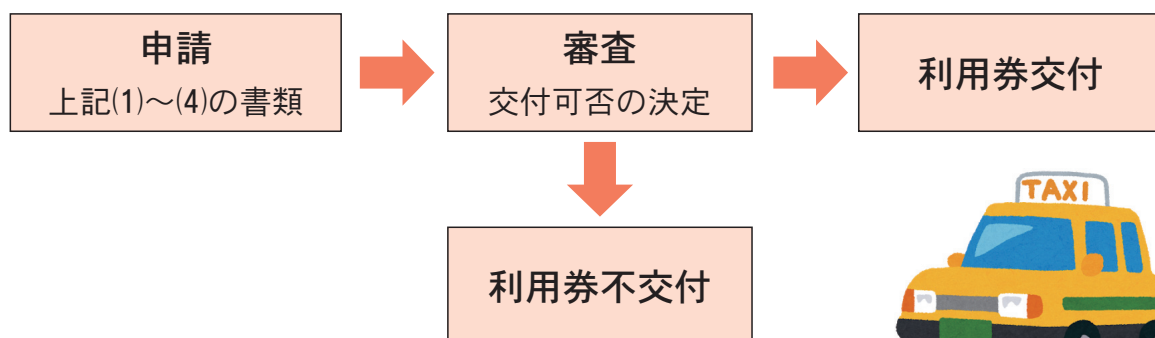 申請
上記(1)～(4)の書類
審査
交付可否の決定
利用券交付
利用券不交付
TAXI